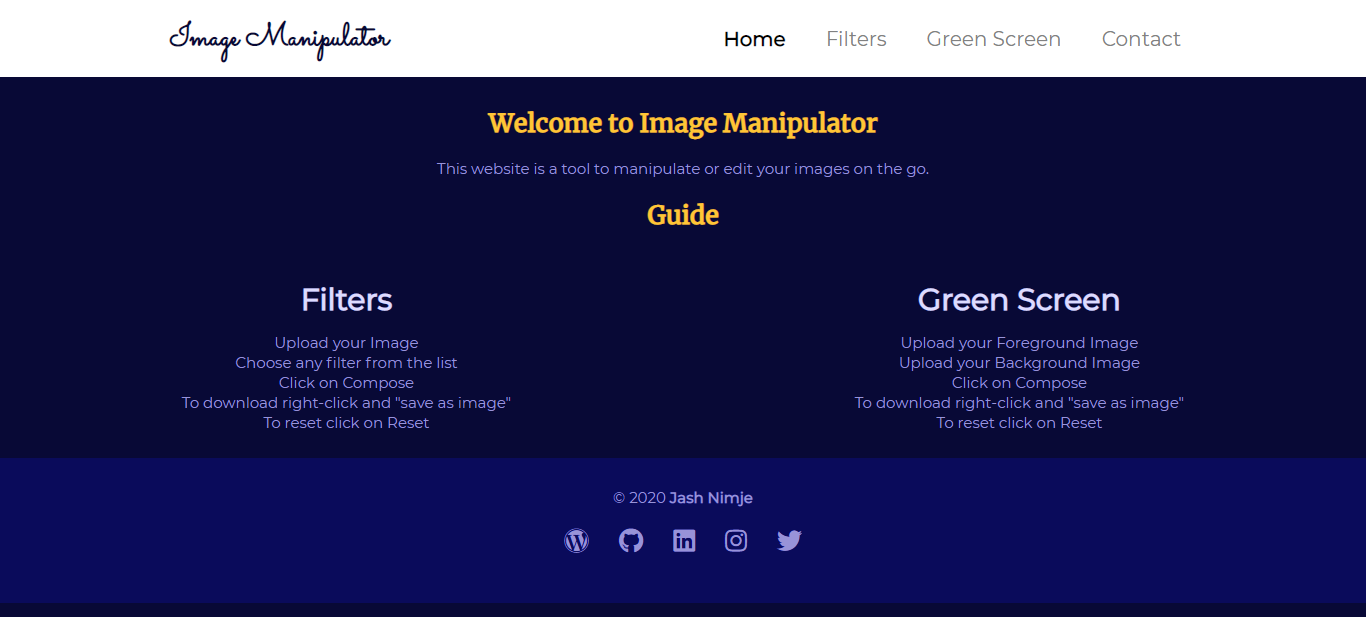 Image Manipulator
Home Filters Green Screen Contact
Welcome to Image Manipulator
This website is a tool to manipulate or edit your images on the go.
Guide
Filters
Upload your Image
Choose any filter from the list
Click on Compose
To download right-click and "save as image"
To reset click on Reset
Green Screen
Upload your Foreground Image
Upload your Background Image
Click on Compose
To download right-click and "save as image"
To reset click on Reset
© 2020 Jash Nimje